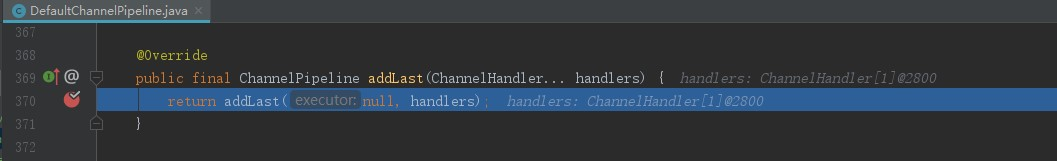 DefaultChannelPipeline.java
367
368 @Override
369 public final ChannelPipeline addLast(ChannelHandler... handlers) { handlers: ChannelHandler[1]@2800
370 return addLast( executor: null, handlers); handlers: ChannelHandler[1]@2800
371 }
372